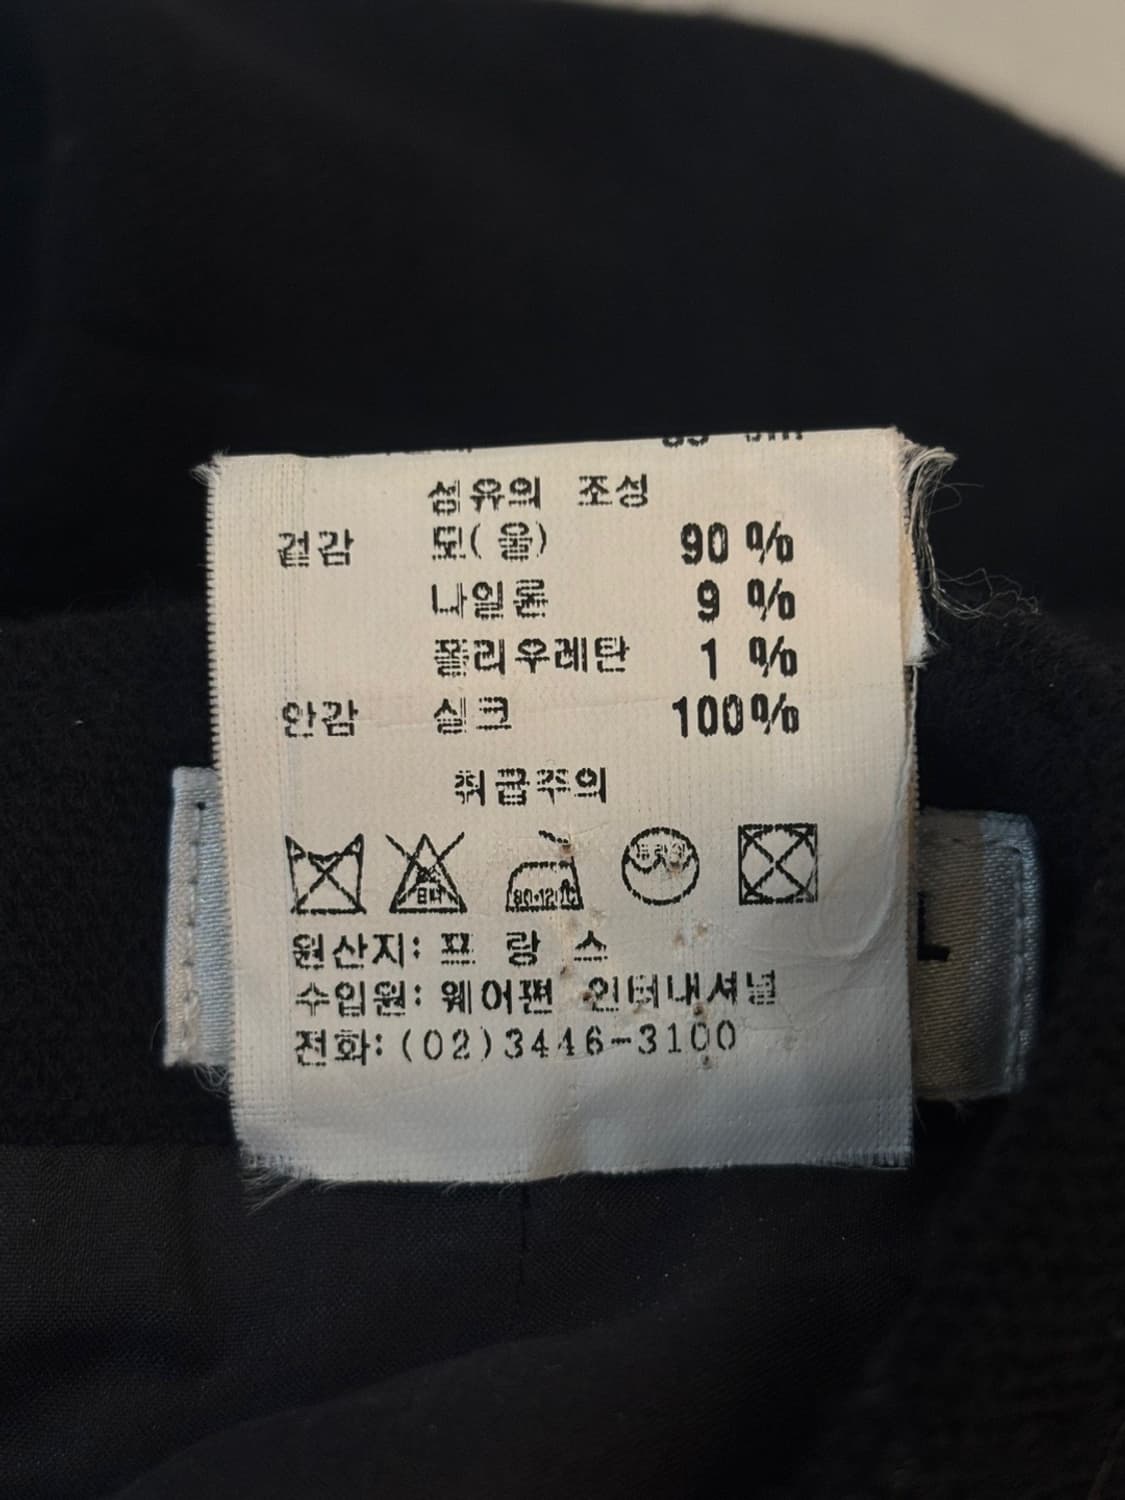 섬유의 조성
겉감 모(울) 90 %
나일론 9 %
폴리우레탄 1 %
안감 실크 100%
취급주의
원산지: 프랑스
수입원: 웨어펀 인터내셔널
전화: (02)3446-3100